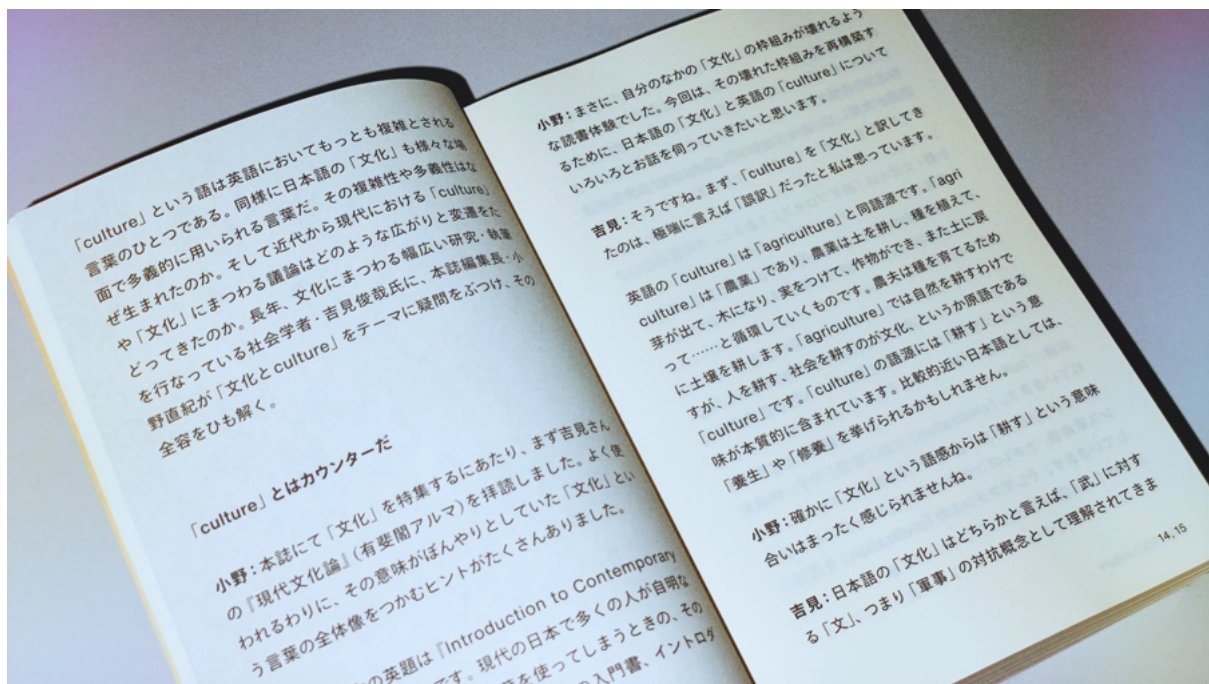 「culture」という語は英語においてもっとも複雑とされる
言葉のひとつである。同様に日本語の「文化」も様々な場
面で多義的に用いられる言葉だ。その複雑性や多義性はな
ぜ生まれたのか。そして近代から現代における「culture」
や「文化」にまつわる議論はどのような広がりと変遷をた
どってきたのか。長年、文化にまつわる幅広い研究・執筆
を行なっている社会学者・吉見俊哉氏に、本誌編集長・小
野直紀が「文化とculture」をテーマに疑問をぶつけ、その
全容をひも解く。
「culture」とはカウンターだ
小野：本誌にて「文化」を特集するにあたり、まず吉見さん
の『現代文化論』（有斐閣アルマ）を拝読しました。よく使
われるわりに、その意味がぼんやりとしていた「文化」とい
う言葉の全体像をつかむヒントがたくさんありました。
の英題は『Introduction to Contemporary
です。現代の日本で多くの人が自明な
を使ってしまうときの、その
の入門書、イントロダ
小野：まさに、自分のなかの「文化」の枠組みが壊れるよう
な読書体験でした。今回は、その壊れた枠組みを再構築す
るために、日本語の「文化」と英語の「culture」について
いろいろとお話を伺っていきたいと思います。
吉見：そうですね。まず、「culture」を「文化」と訳してき
たのは、極端に言えば「誤訳」だったと私は思っています。
英語の「culture」は「agriculture」と同語源です。「agri
culture」は「農業」であり、農業は土を耕し、種を植えて、
芽が出て、木になり、実をつけて、作物ができ、また土に戻
って……と循環していくものです。農夫は種を育てるため
に土壌を耕します。「agriculture」では自然を耕すわけで
すが、人を耕す、社会を耕すのが文化、というか原語である
「culture」です。「culture」の語源には「耕す」という意
味が本質的に含まれています。比較的近い日本語としては、
「養生」や「修養」を挙げられるかもしれません。
小野：確かに「文化」という語感からは「耕す」という意味
合いはまったく感じられませんね。
吉見：日本語の「文化」はどちらかと言えば、「武」に対す
る「文」、つまり「軍事」の対抗概念として理解されてきま
14, 15